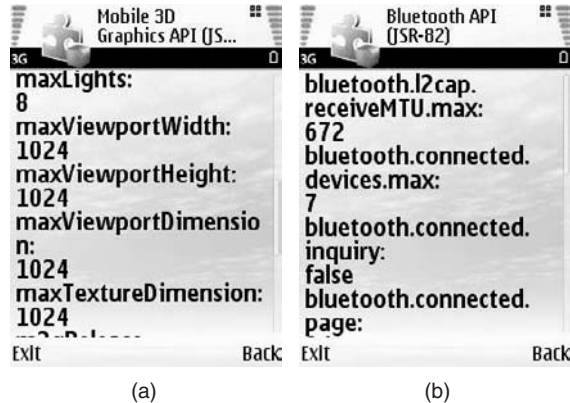 Mobile 3D
Graphics API (JS...
3G
maxLights:
8
maxViewportWidth:
1024
maxViewportHeight:
1024
maxViewportDimensio
n:
1024
maxTextureDimension:
1024
Exit Back
(a)
Bluetooth API
(JSR-82)
3G
bluetooth.l2cap.
receiveMTU.max:
672
bluetooth.connected.
devices.max:
7
bluetooth.connected.
inquiry:
false
bluetooth.connected.
page:
Exit Back
(b)